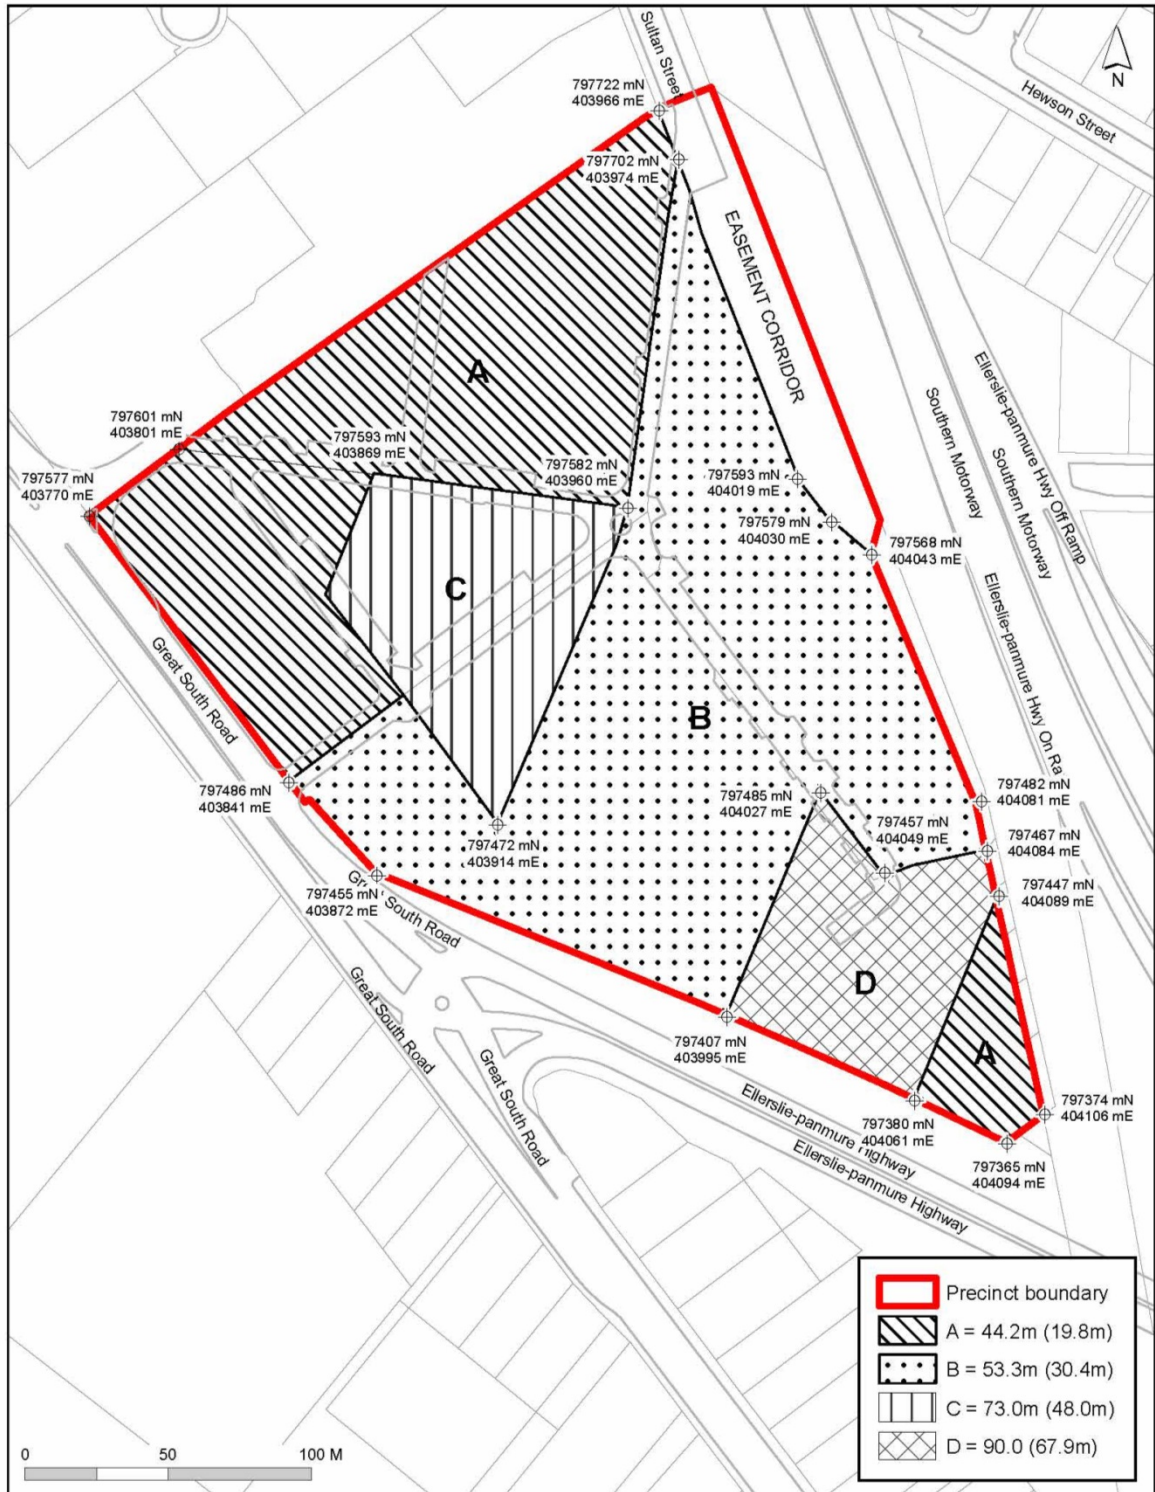 Sultan Street
N
Hewson Street
797722 mN
403966 mE
797702 mN
403974 mE
EASEMENT CORRIDOR
A
Southern Motorway
Ellerslie-panmure Hwy Off Ramp
Southern Motorway
797601 mN
403801 mE
797593 mN
403869 mE
797582 mN
403960 mE
797593 mN
404019 mE
797577 mN
403770 mE
797579 mN
404030 mE
797568 mN
404043 mE
C
Ellerslie-panmure Hwy On Ra
Great South Road
B
797486 mN
403841 mE
797485 mN
404027 mE
797482 mN
404081 mE
797457 mN
404049 mE
797467 mN
404084 mE
797472 mN
403914 mE
797447 mN
404089 mE
797455 mN
403872 mE
Great South Road
D
Great South Road
A
797407 mN
403995 mE
Great South Road
797374 mN
404106 mE
797380 mN
404061 mE
Ellerslie-panmure Highway
797365 mN
404094 mE
Ellerslie-panmure Highway
Precinct boundary
A = 44.2m (19.8m)
B = 53.3m (30.4m)
C = 73.0m (48.0m)
D = 90.0 (67.9m)
0 50 100 M